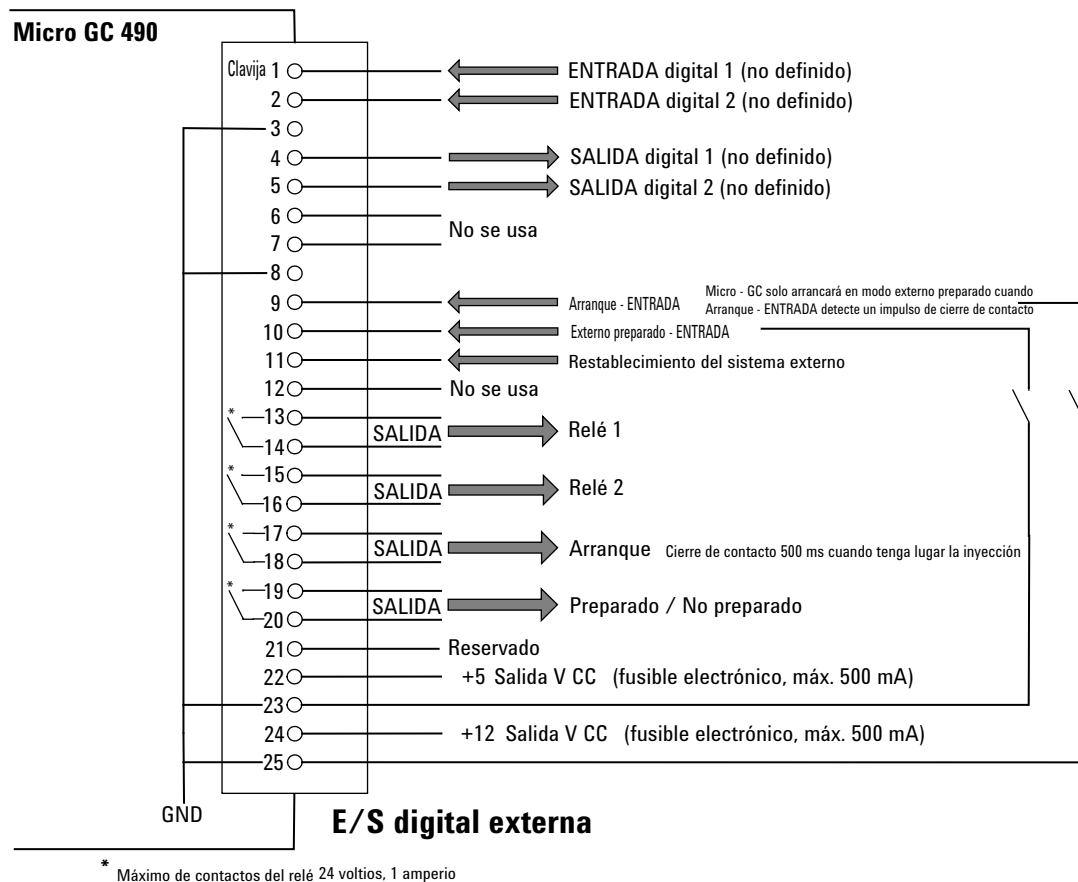 Micro GC 490
Clavija 1 ENTRADA digital 1 (no definido)
2 ENTRADA digital 2 (no definido)
3
4 SALIDA digital 1 (no definido)
5 SALIDA digital 2 (no definido)
6
No se usa
7
8
9 Arranque - ENTRADA Micro - GC solo arrancará en modo externo preparado cuando
Arranque - ENTRADA detecte un impulso de cierre de contacto
10 Externo preparado - ENTRADA
11 Restablecimiento del sistema externo
12 No se usa
* 13
SALIDA Relé 1
14
* 15
SALIDA Relé 2
16
* 17
SALIDA Arranque Cierre de contacto 500 ms cuando tenga lugar la inyección
18
* 19
SALIDA Preparado / No preparado
20
21 Reservado
22 +5 Salida V CC (fusible electrónico, máx. 500 mA)
23
24 +12 Salida V CC (fusible electrónico, máx. 500 mA)
25
GND
E/S digital externa
* Máximo de contactos del relé 24 voltios, 1 amperio